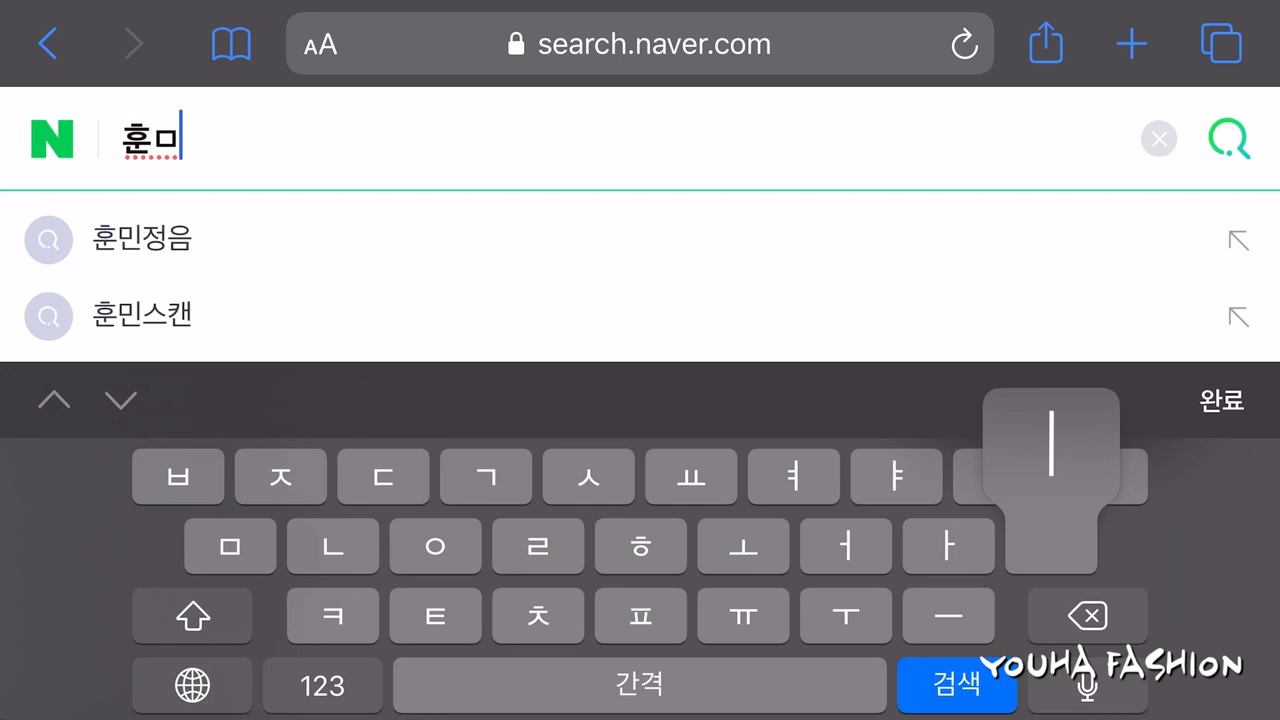 AA search.naver.com
N 훈ㅁ
훈민정음
훈민스캔
완료
ㅂ ㅈ ㄷ ㄱ ㅅ ㅛ ㅕ ㅑ
ㅣ
ㅁ ㄴ ㅇ ㄹ ㅎ ㅗ ㅓ ㅏ
ㅋ ㅌ ㅊ ㅍ ㅠ ㅜ ㅡ
123 간격 검색
YOUHA FASHION